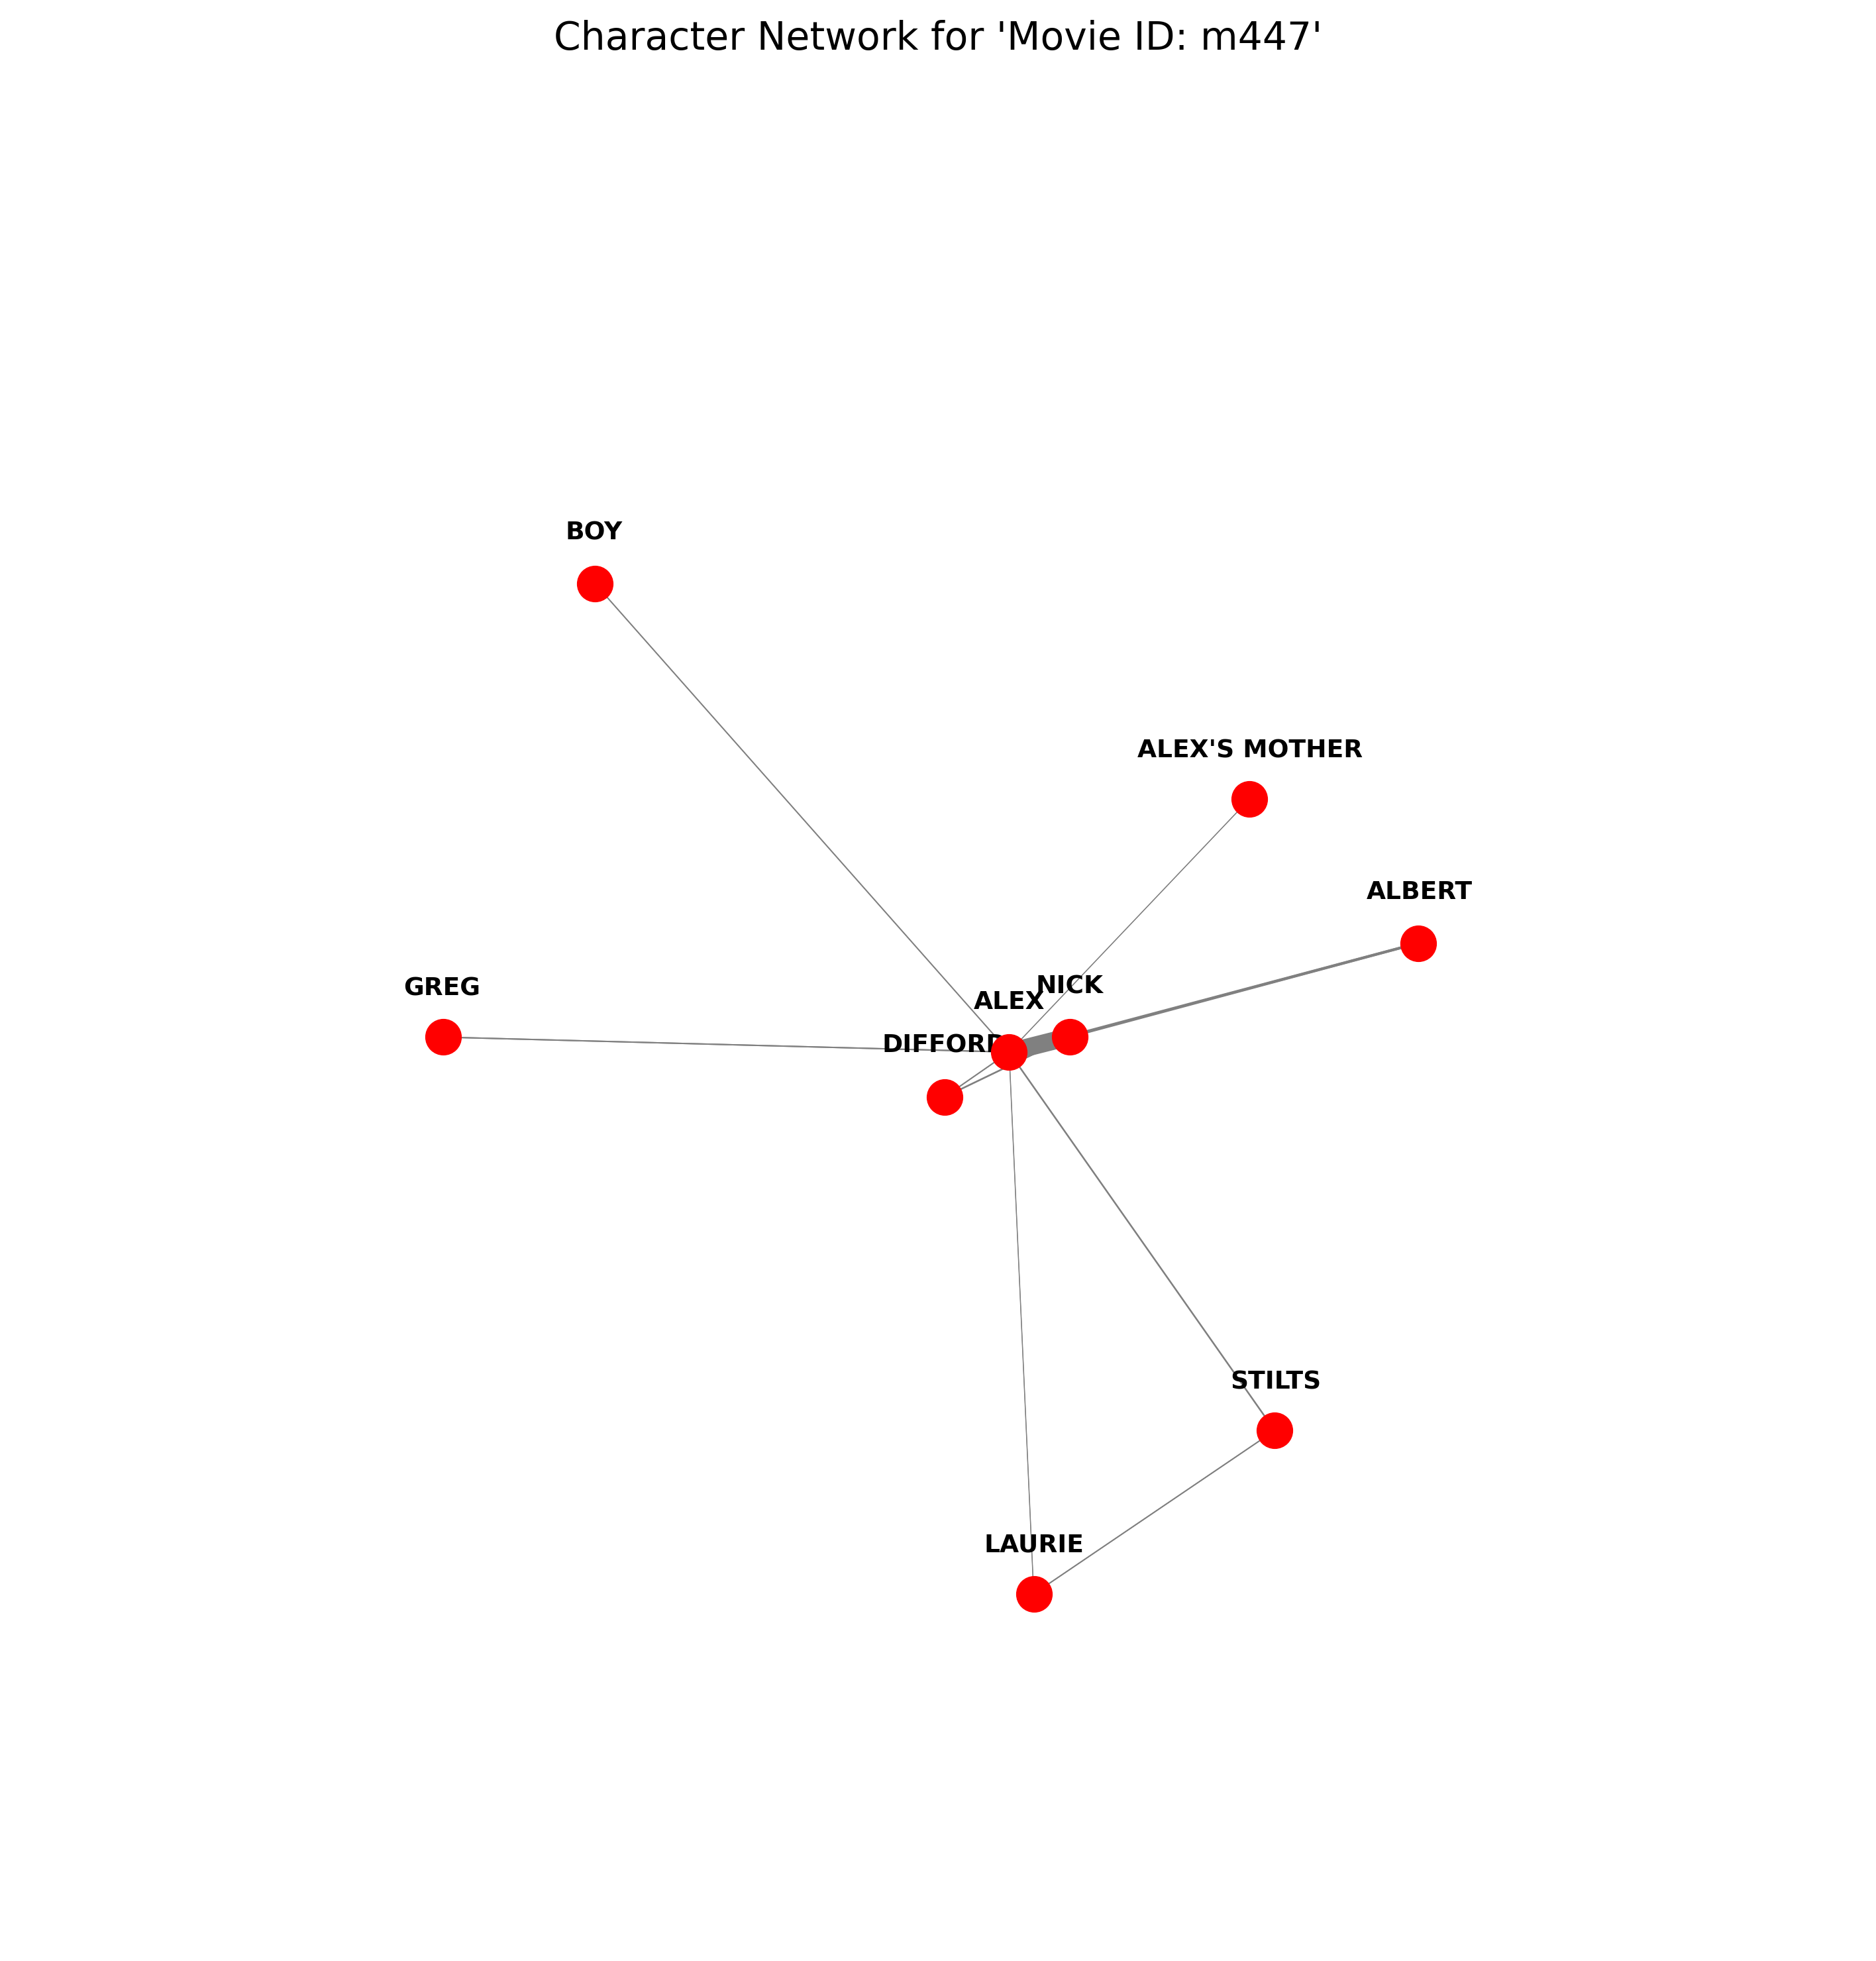 Character Network for 'Movie ID: m447'
BOY
ALEX'S MOTHER
ALBERT
GREG
NICK
ALEX
DIFFORD
STILTS
LAURIE